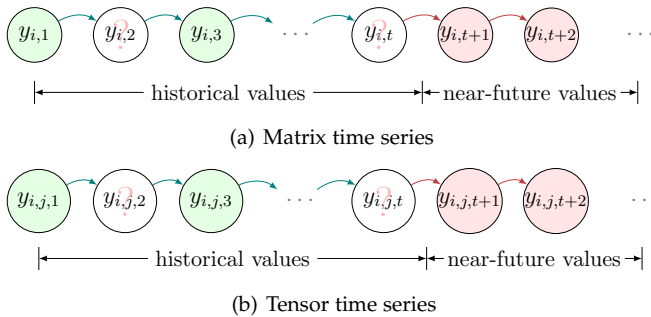 y_{i,1} ? y_{i,2} y_{i,3} ··· ? y_{i,t} y_{i,t+1} y_{i,t+2} ···
historical values near-future values
(a) Matrix time series
y_{i,j,1} ? y_{i,j,2} y_{i,j,3} ··· ? y_{i,j,t} y_{i,j,t+1} y_{i,j,t+2} ··
historical values near-future values
(b) Tensor time series